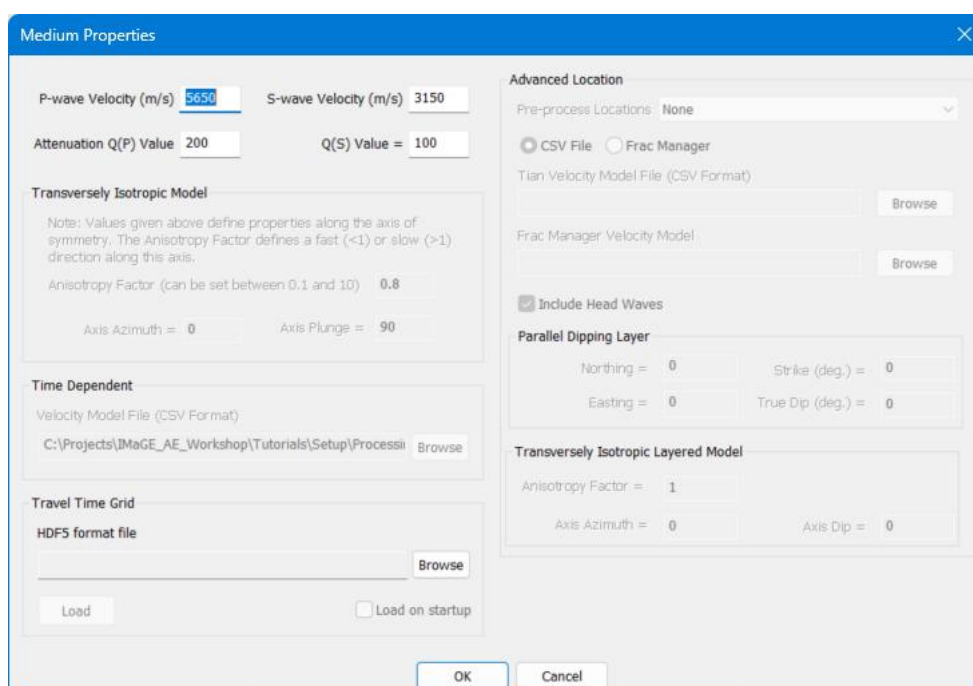 Medium Properties
P-wave Velocity (m/s) 5650 S-wave Velocity (m/s) 3150
Attenuation Q(P) Value 200 Q(S) Value = 100
Transversely Isotropic Model
Note: Values given above define properties along the axis of
symmetry. The Anisotropy Factor defines a fast (<1) or slow (>1)
direction along this axis.
Anisotropy Factor (can be set between 0.1 and 10) 0.8
Axis Azimuth = 0 Axis Plunge = 90
Time Dependent
Velocity Model File (CSV Format)
C:\Projects\IMaGE_AE_Workshop\Tutorials\Setup\Processi Browse
Travel Time Grid
HDF5 format file
Browse
Load Load on startup
Advanced Location
Pre-process Locations None
CSV File Frac Manager
Tian Velocity Model File (CSV Format)
Browse
Frac Manager Velocity Model
Browse
Include Head Waves
Parallel Dipping Layer
Northing = 0 Strike (deg.) = 0
Easting = 0 True Dip (deg.) = 0
Transversely Isotropic Layered Model
Anisotropy Factor = 1
Axis Azimuth = 0 Axis Dip = 0
OK Cancel